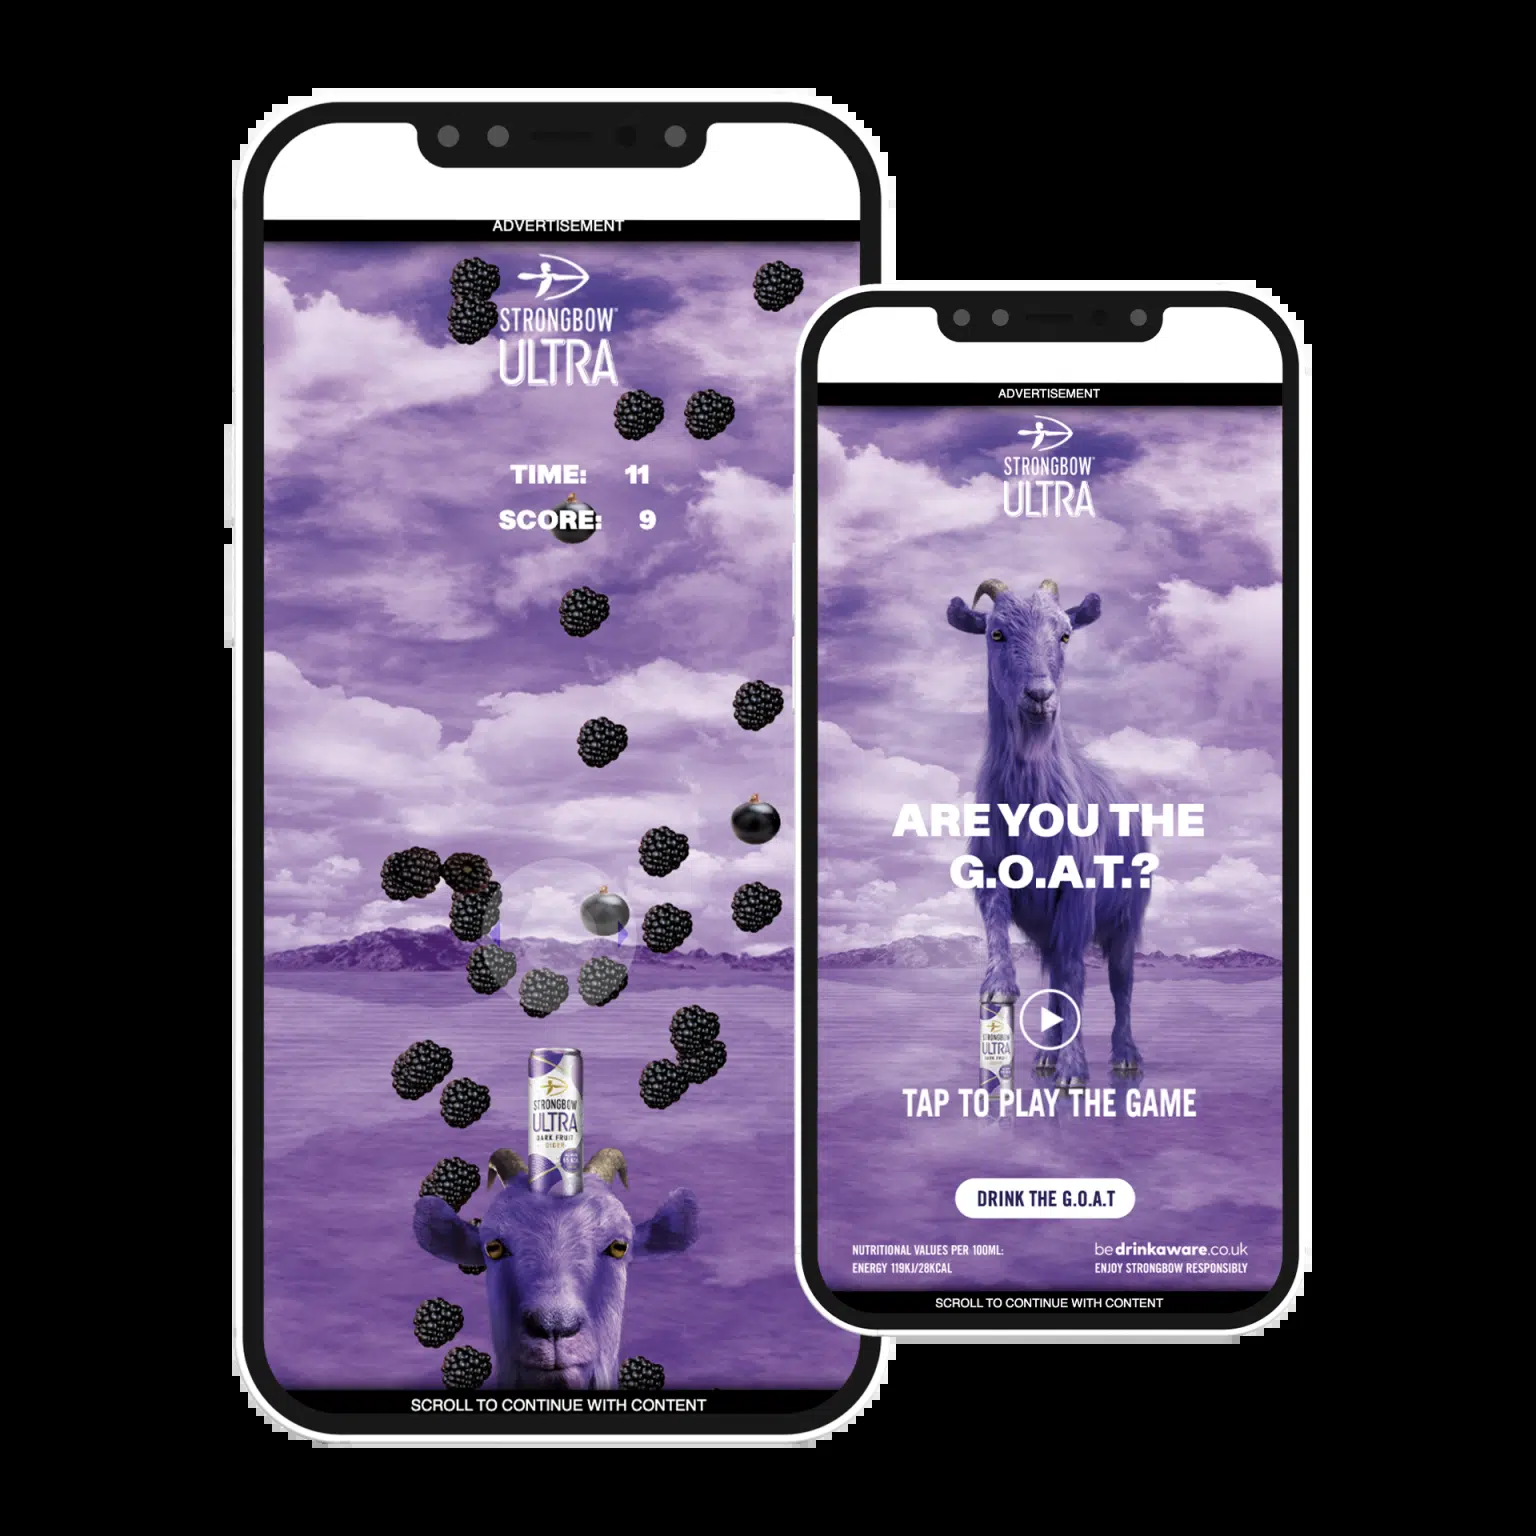 ADVERTISEMENT
STRONGBOW
ULTRA
TIME: 11
SCORE: 9
STRONGBOW
ULTRA
DARK FRUIT
CIDER
SCROLL TO CONTINUE WITH CONTENT
ADVERTISEMENT
STRONGBOW
ULTRA
ARE YOU THE
G.O.A.T.?
STRONGBOW
ULTRA
DARK FRUIT
TAP TO PLAY THE GAME
DRINK THE G.O.A.T
NUTRITIONAL VALUES PER 100ML:
ENERGY 119KJ/28KCAL
bedrinkaware.co.uk
ENJOY STRONGBOW RESPONSIBLY
SCROLL TO CONTINUE WITH CONTENT